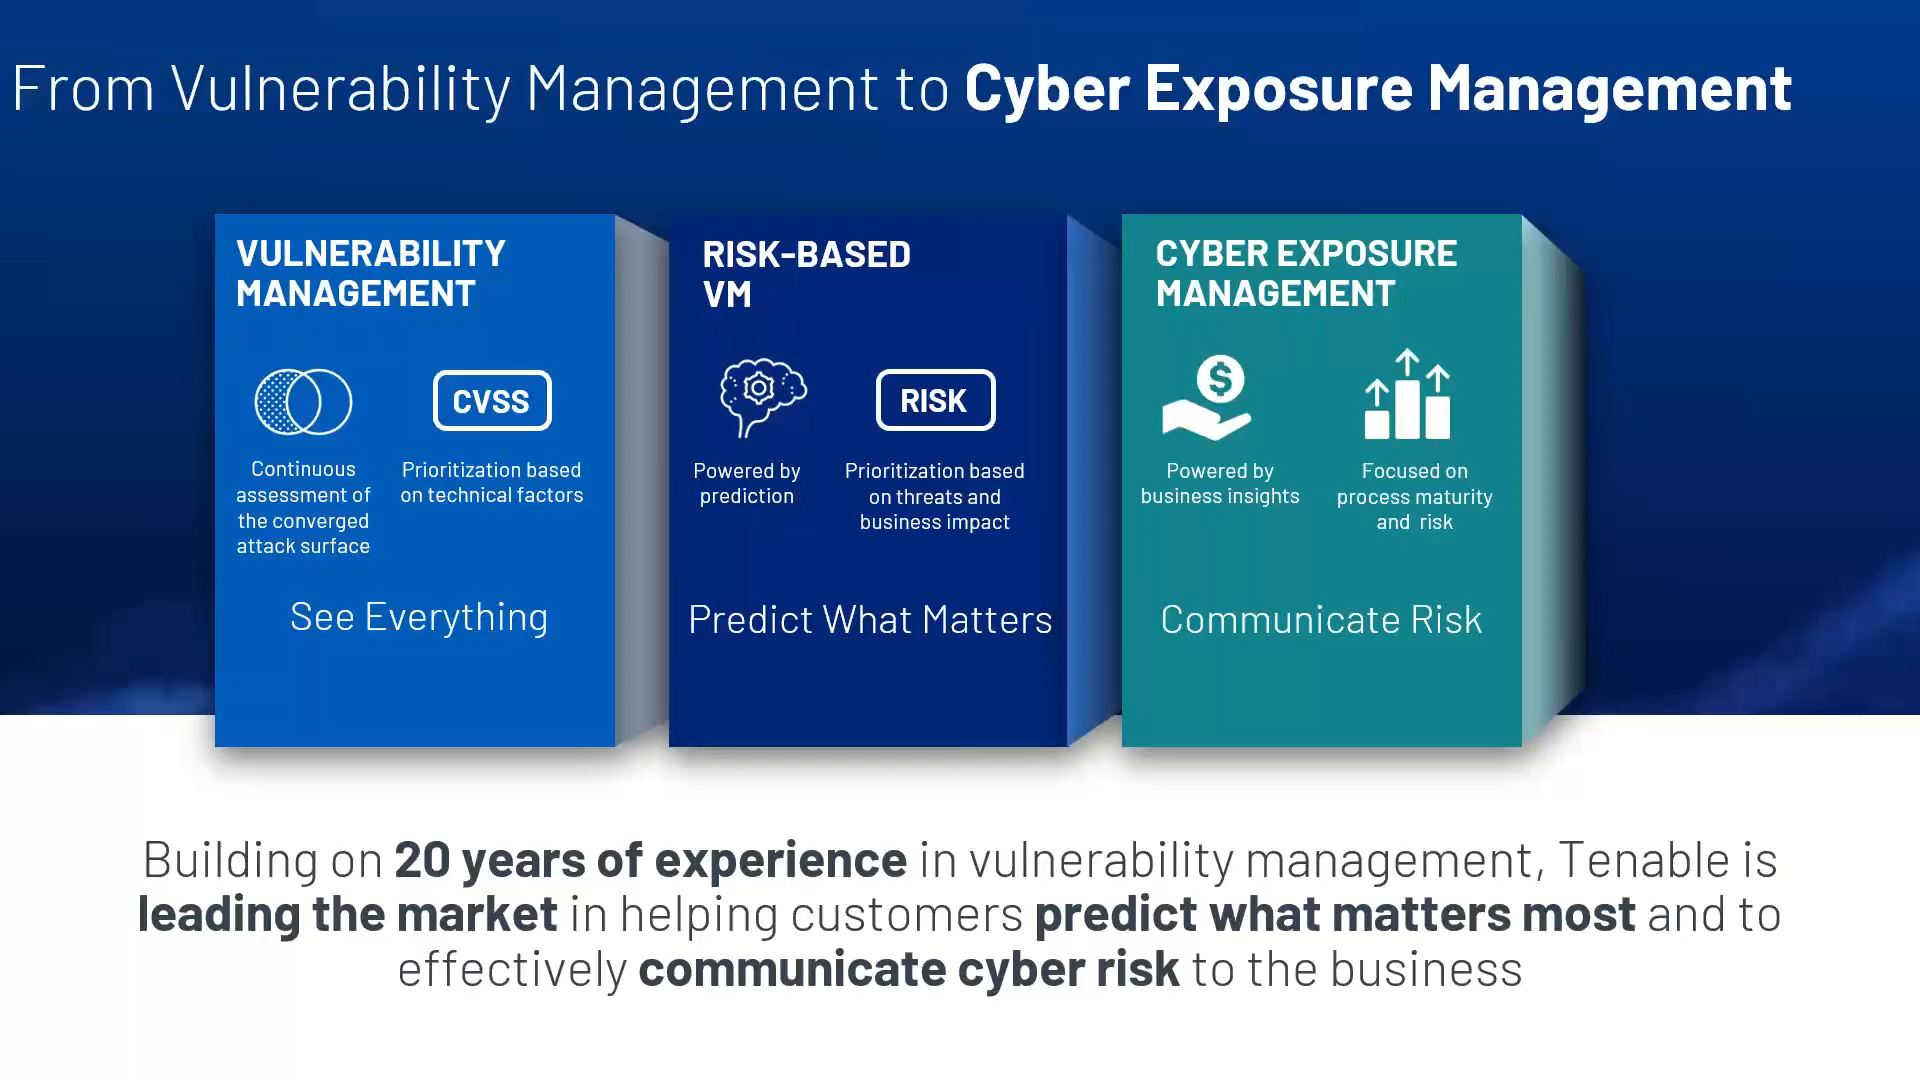 From Vulnerability Management to Cyber Exposure Management
VULNERABILITY
MANAGEMENT
CVSS
Continuous
assessment of
the converged
attack surface
Prioritization based
on technical factors
See Everything
RISK-BASED
VM
RISK
Powered by
prediction
Prioritization based
on threats and
business impact
Predict What Matters
CYBER EXPOSURE
MANAGEMENT
$
Powered by
business insights
Focused on
process maturity
and risk
Communicate Risk
Building on 20 years of experience in vulnerability management, Tenable is
leading the market in helping customers predict what matters most and to
effectively communicate cyber risk to the business